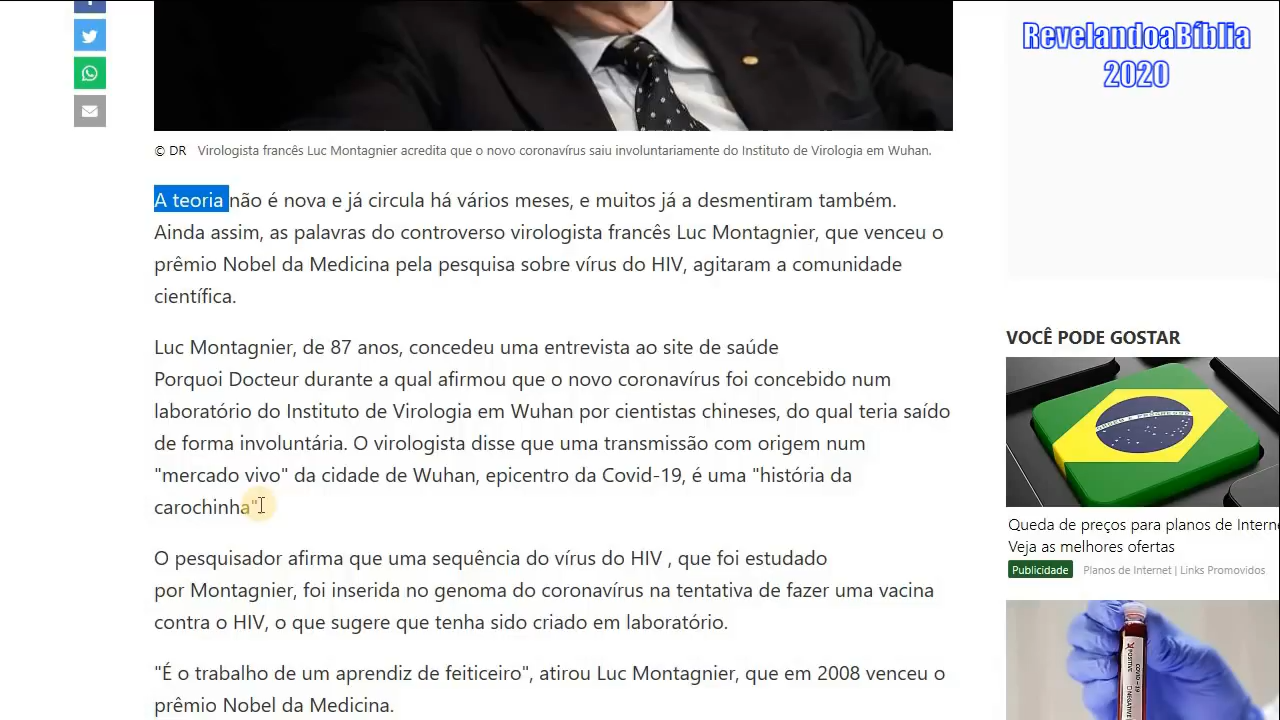 RevelandoaBíblia
2020
© DR Virologista francês Luc Montagnier acredita que o novo coronavírus saiu involuntariamente do Instituto de Virologia em Wuhan.
A teoria não é nova e já circula há vários meses, e muitos já a desmentiram também.
Ainda assim, as palavras do controverso virologista francês Luc Montagnier, que venceu o
prêmio Nobel da Medicina pela pesquisa sobre vírus do HIV, agitaram a comunidade
científica.
Luc Montagnier, de 87 anos, concedeu uma entrevista ao site de saúde
Porquoi Docteur durante a qual afirmou que o novo coronavírus foi concebido num
laboratório do Instituto de Virologia em Wuhan por cientistas chineses, do qual teria saído
de forma involuntária. O virologista disse que uma transmissão com origem num
"mercado vivo" da cidade de Wuhan, epicentro da Covid-19, é uma "história da
carochinha".
O pesquisador afirma que uma sequência do vírus do HIV , que foi estudado
por Montagnier, foi inserida no genoma do coronavírus na tentativa de fazer uma vacina
contra o HIV, o que sugere que tenha sido criado em laboratório.
"É o trabalho de um aprendiz de feiticeiro", atirou Luc Montagnier, que em 2008 venceu o
prêmio Nobel da Medicina.
VOCÊ PODE GOSTAR
ORDEM E PROGRESSO
Queda de preços para planos de Intern
Veja as melhores ofertas
Publicidade Planos de Internet | Links Promovidos
POSITIVE
COVID-19
NEGATIVE